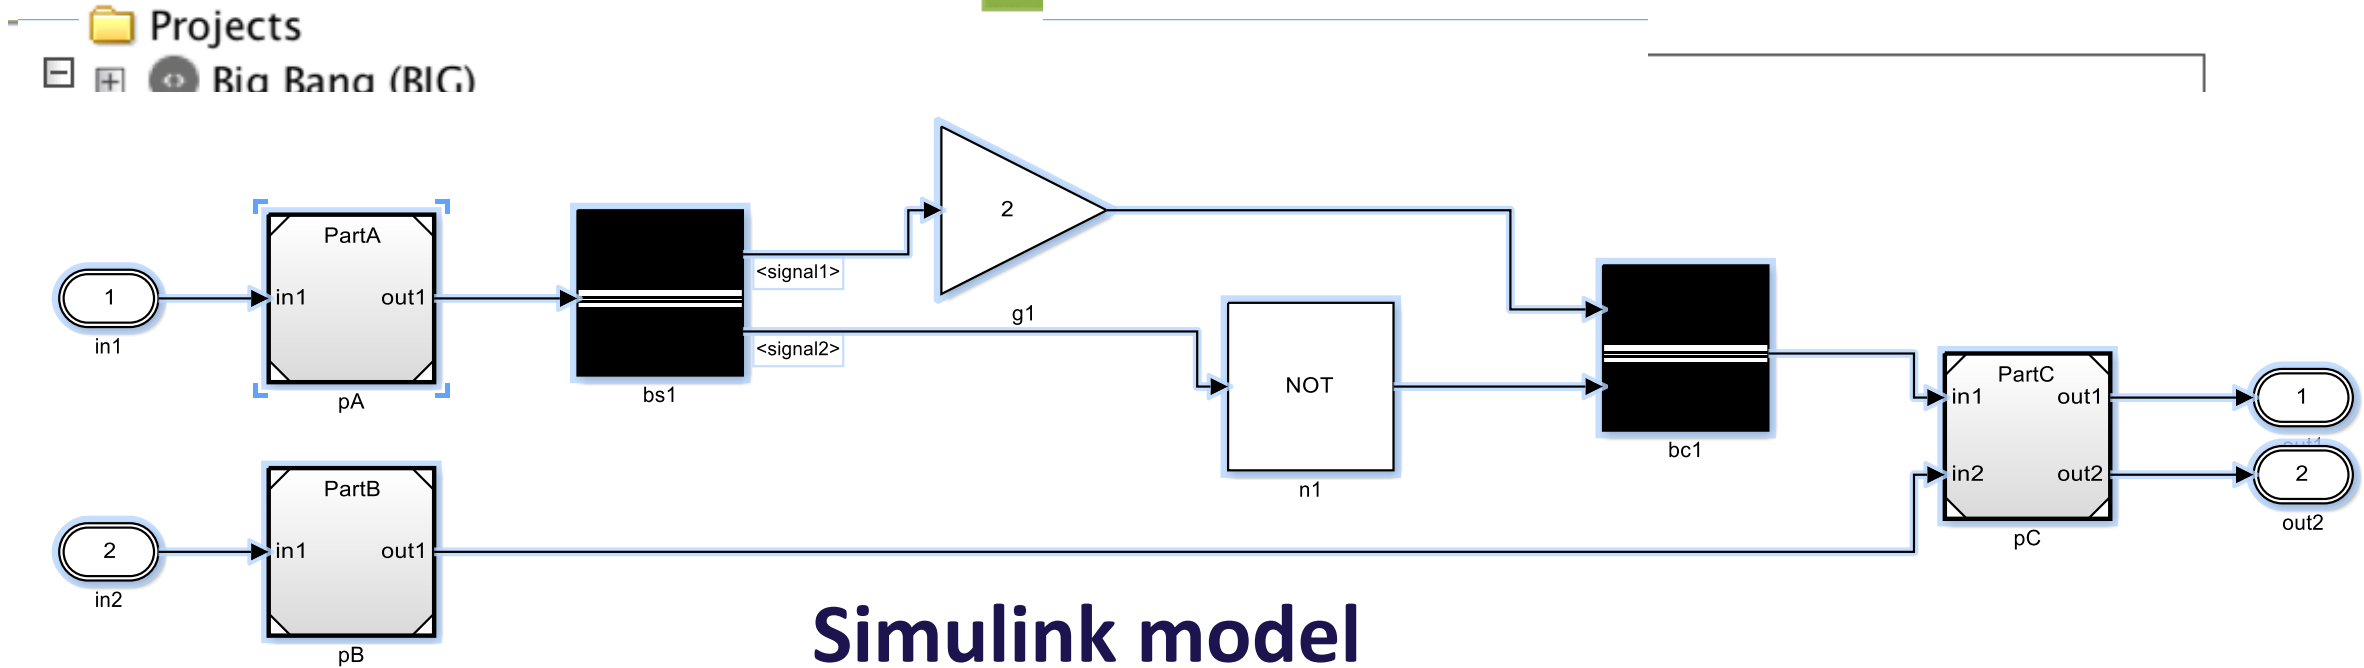 Projects
Big Bang (BIG)
2
PartA
<signal1>
in1
out1
1
in1
pA
bs1
<signal2>
g1
NOT
n1
bc1
PartC
in1
out1
in2
out2
pC
1
out1
2
out2
PartB
in1
out1
2
in2
pB
Simulink model